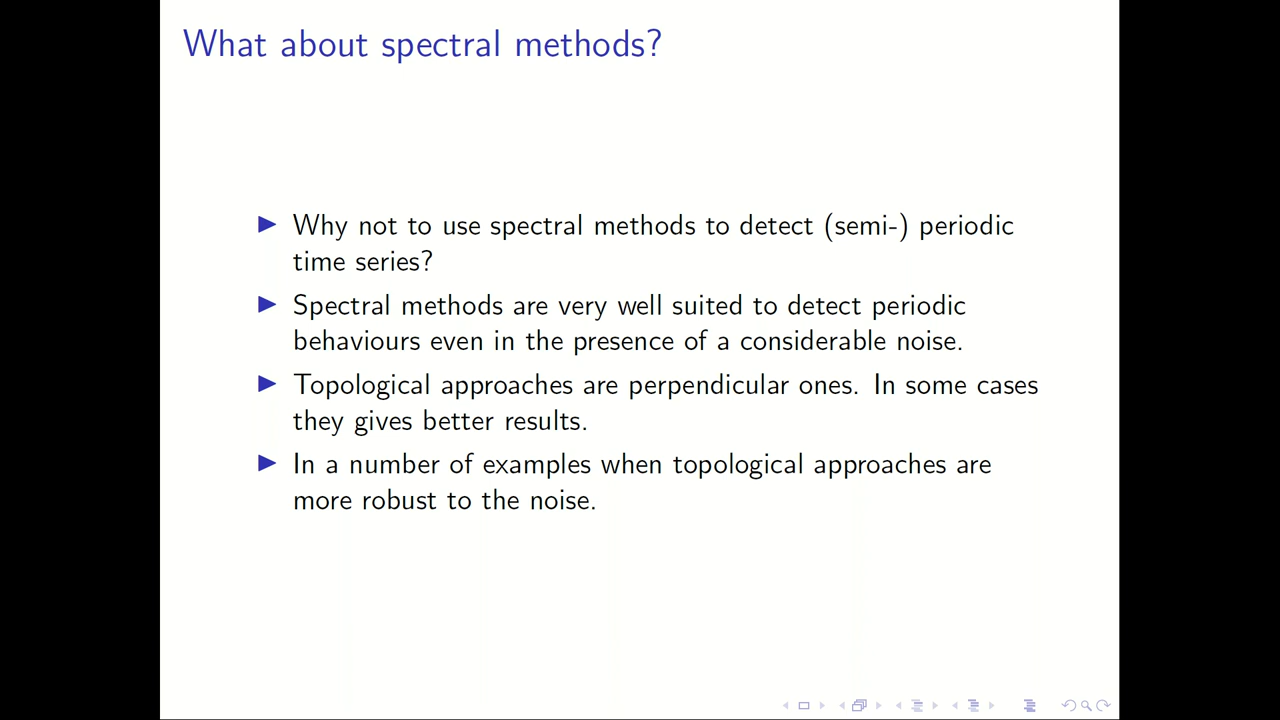 What about spectral methods?
Why not to use spectral methods to detect (semi-) periodic
time series?
Spectral methods are very well suited to detect periodic
behaviours even in the presence of a considerable noise.
Topological approaches are perpendicular ones. In some cases
they gives better results.
In a number of examples when topological approaches are
more robust to the noise.